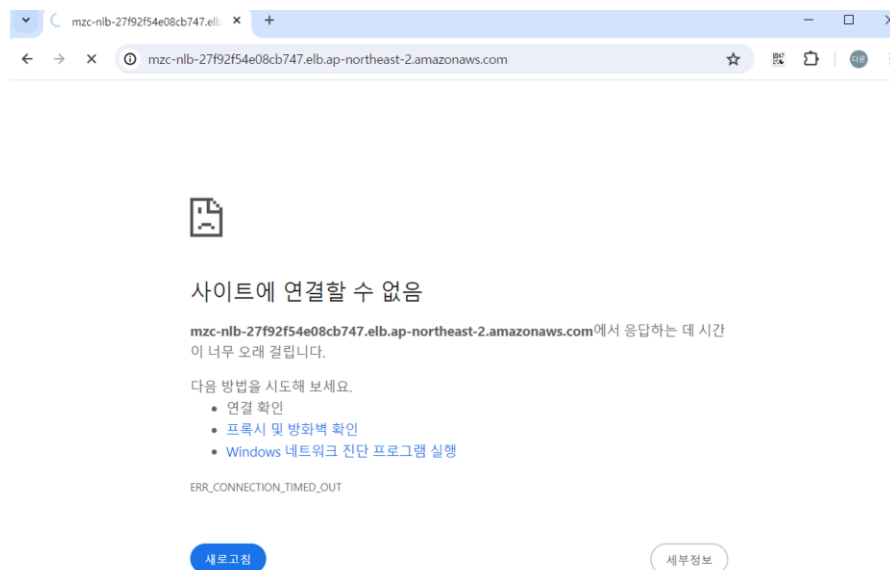 mzc-nlb-27f92f54e08cb747.elb
mzc-nlb-27f92f54e08cb747.elb.ap-northeast-2.amazonaws.com
다운
사이트에 연결할 수 없음
mzc-nlb-27f92f54e08cb747.elb.ap-northeast-2.amazonaws.com에서 응답하는 데 시간
이 너무 오래 걸립니다.
다음 방법을 시도해 보세요.
• 연결 확인
• 프록시 및 방화벽 확인
• Windows 네트워크 진단 프로그램 실행
ERR_CONNECTION_TIMED_OUT
새로고침
세부정보